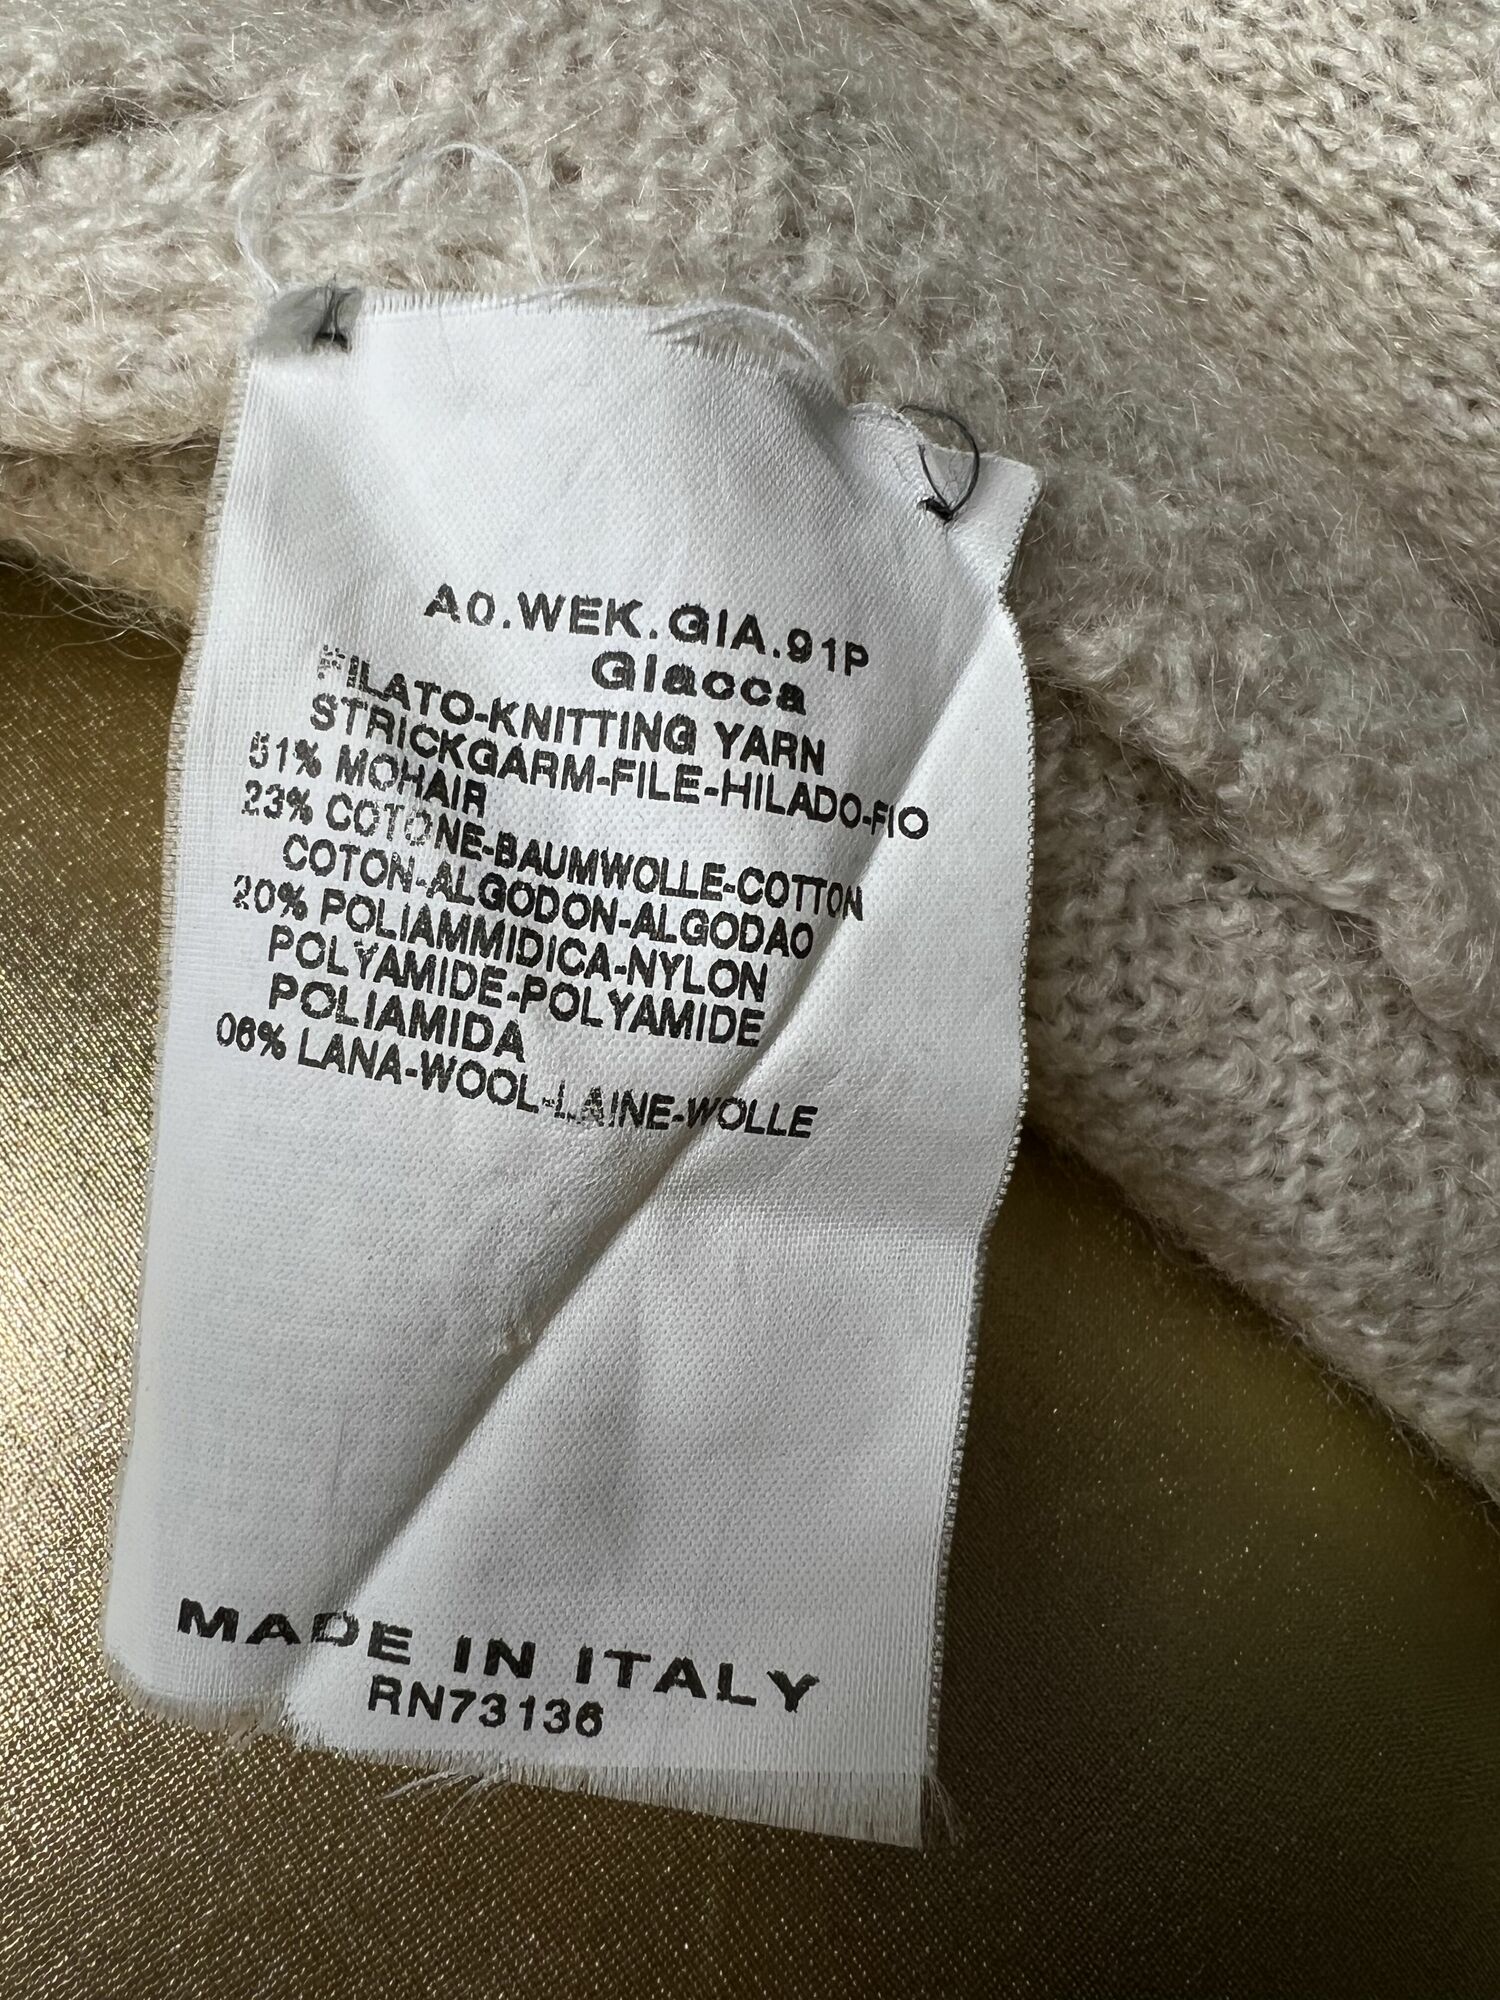 A0.WEK.GIA.91P
Giacca
FILATO-KNITTING YARN
STRICKGARM-FILE-HILADO-FIO
51% MOHAIR
23% COTONE-BAUMWOLLE-COTTON
COTON-ALGODON-ALGODAO
20% POLIAMMIDICA-NYLON
POLYAMIDE-POLYAMIDE
POLIAMIDA
06% LANA-WOOL-LAINE-WOLLE
MADE IN ITALY
RN73136